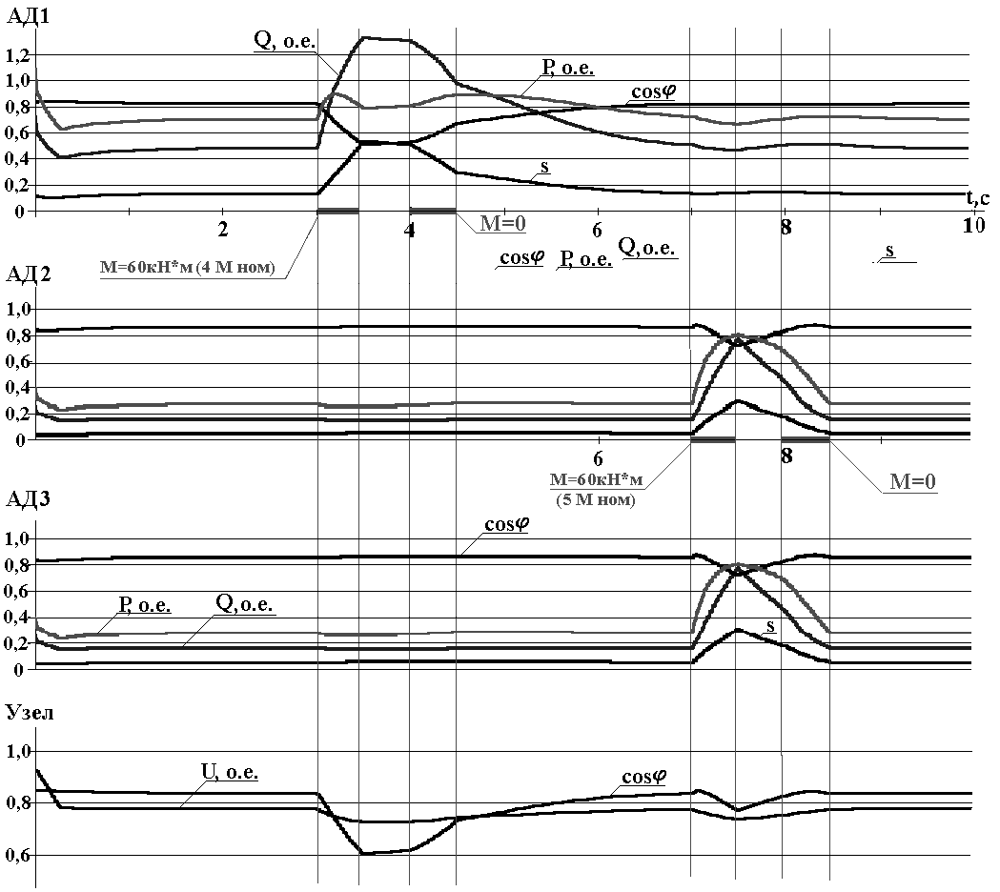 АД1
Q, о.е.
P, о.е.
1,2
1,0
cosφ
0,8
0,6
0,4
s
0,2
t,с
0
2
4
6
8
10
М=0
М=60кН*м (4 М ном)
cosφ P, о.е. Q,о.е. s
АД2
1,0
0,8
0,6
0,4
0,2
0
6
8
М=60кН*м
(5 М ном)
М=0
АД3
cosφ
1,0
0,8
0,6
P, о.е. Q,о.е.
0,4
s
0,2
0
Узел
1,0
U, о.е.
cosφ
0,8
0,6